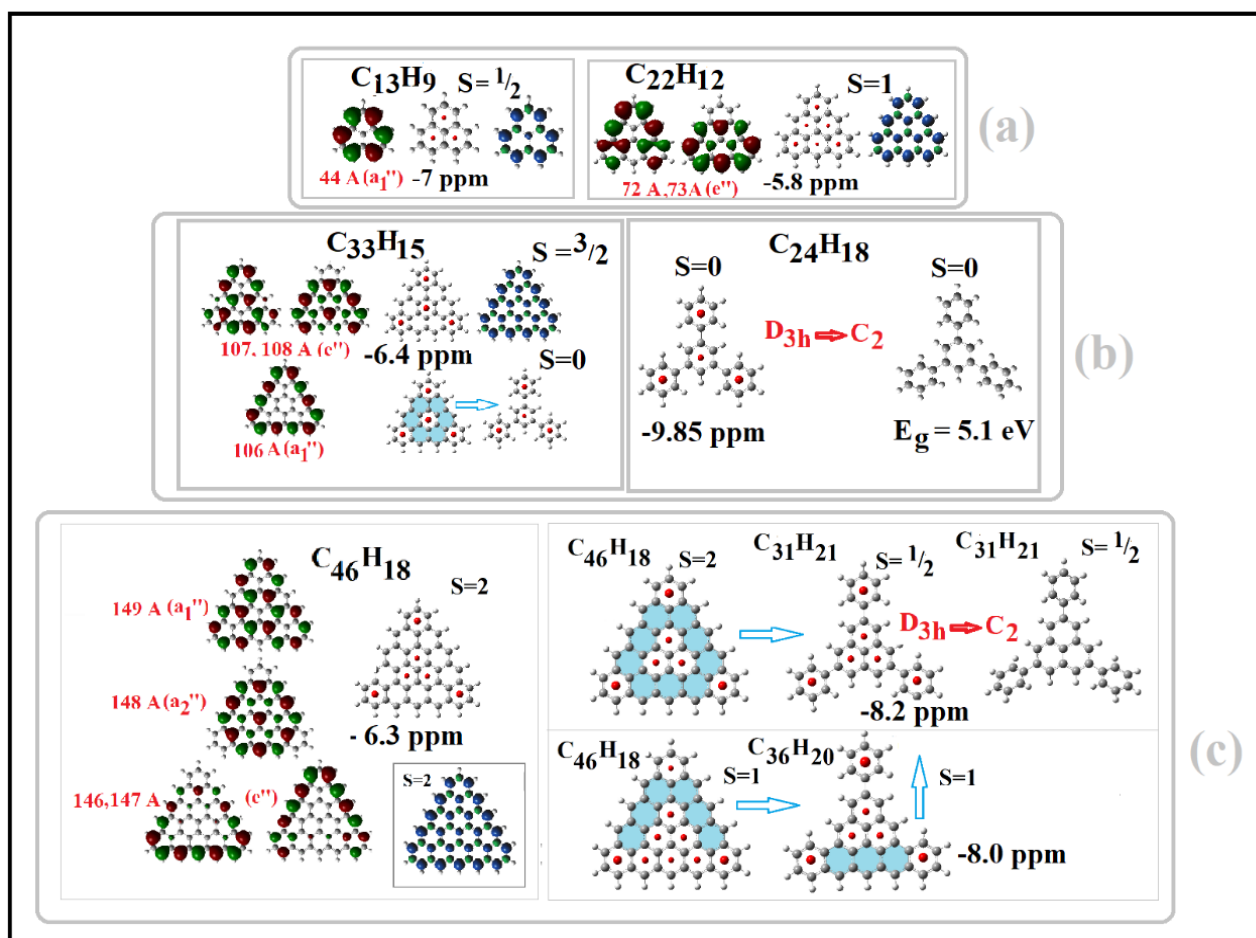 C13H9 S= 1/2
44 A (a1'') -7 ppm
C22H12 S=1
72 A ,73A (e'') -5.8 ppm
(a)
C33H15 S = 3/2
107, 108 A (e'') -6.4 ppm
S=0
106 A (a1'')
C24H18
S=0 S=0
D3h C2
-9.85 ppm Eg = 5.1 eV
(b)
C46H18
S=2
149 A (a1'')
148 A (a2'')
- 6.3 ppm
146,147 A (e'')
S=2
C46H18 S=2 C31H21 S= 1/2 C31H21 S= 1/2
D3h C2
-8.2 ppm
C46H18 S=1 C36H20 S=1
-8.0 ppm
(c)